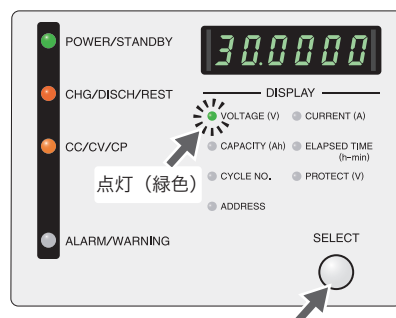 POWER/STANDBY
30.0000
CHG/DISCH/REST
DISPLAY
VOLTAGE (V)
CURRENT (A)
CC/CV/CP
CAPACITY (Ah)
ELAPSED TIME
(h-min)
点灯（緑色）
CYCLE NO.
PROTECT (V)
ADDRESS
ALARM/WARNING
SELECT